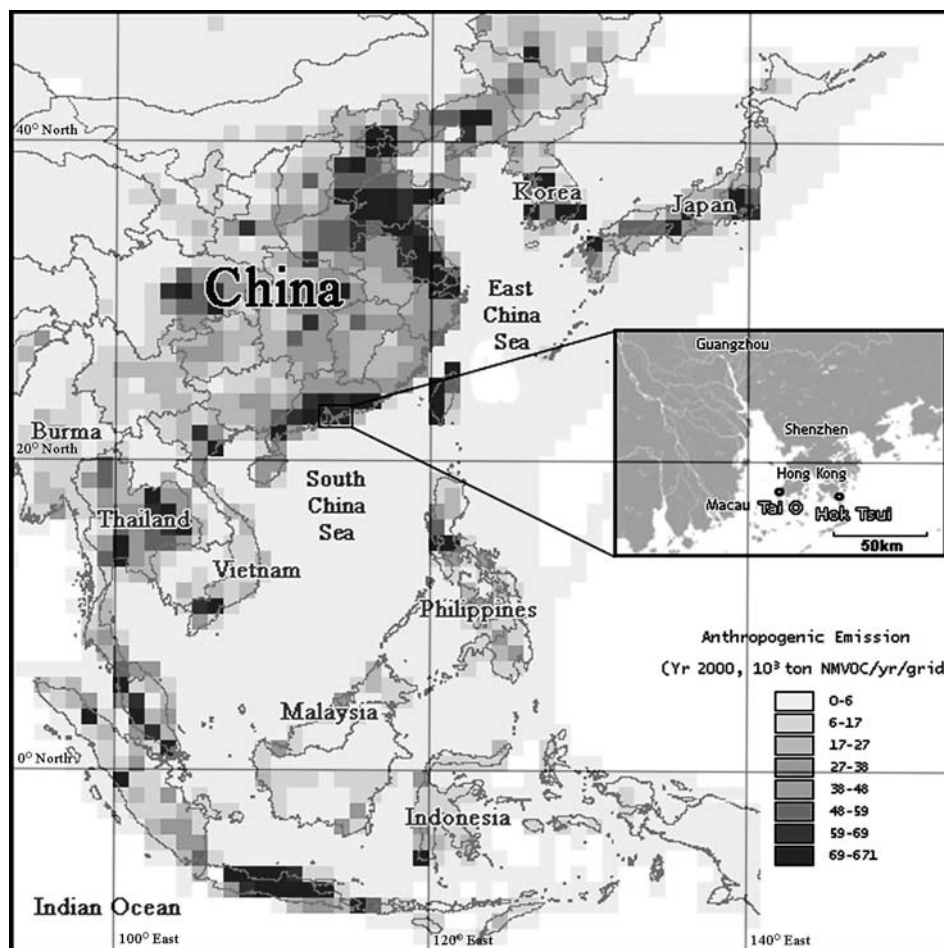 40° North
Korea
Japan
China
East
China
Sea
Guangzhou
Shenzhen
Hong Kong
Macau Tai Hok Tsui
50km
Burma
20° North
South
China
Sea
Thailand
Vietnam
Philippines
Anthropogenic Emission
(Yr 2000, 10³ ton NMVOC/yr/grid
0-6
6-17
17-27
27-38
38-48
48-59
59-69
69-671
Malaysia
0° North
Indonesia
Indian Ocean
100° East
120° East
140° East